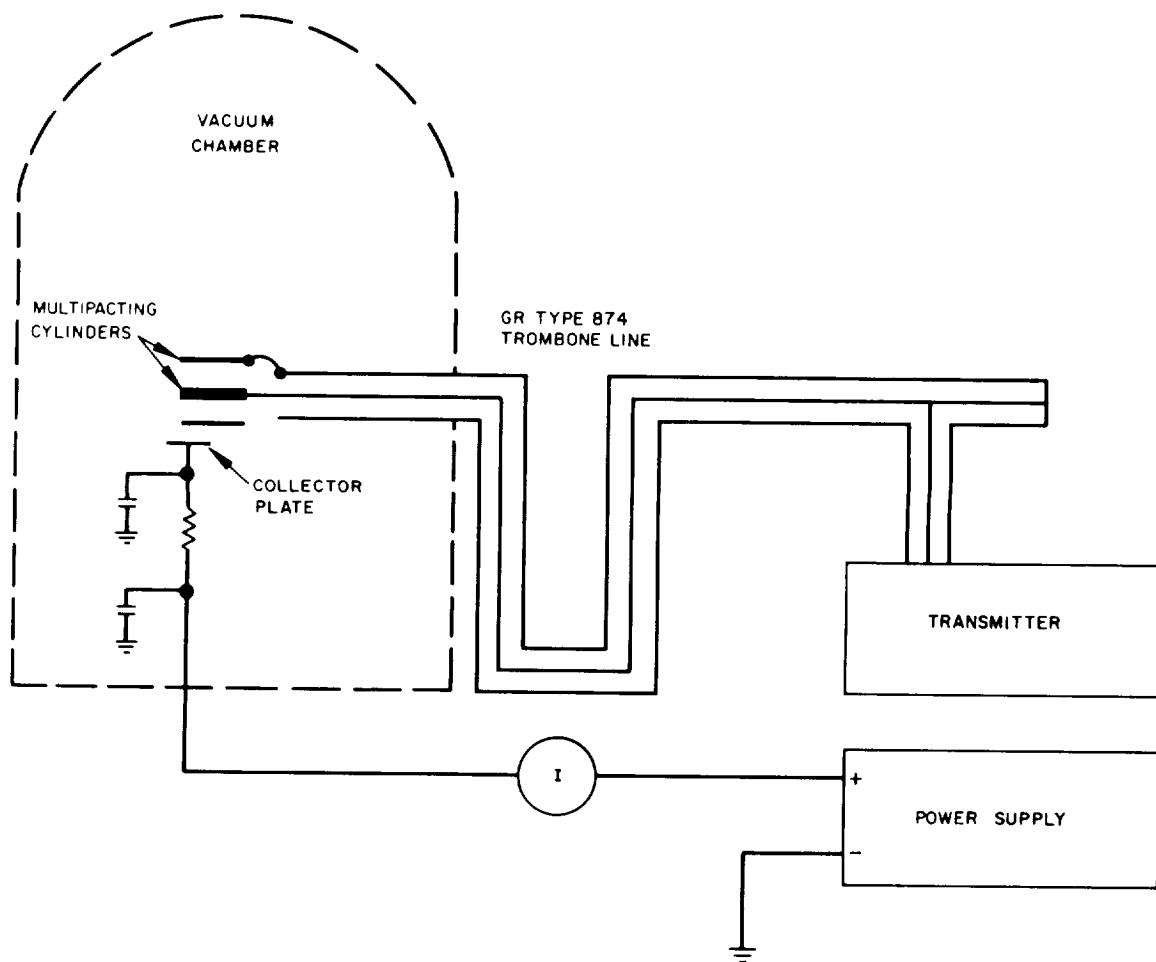 VACUUM
CHAMBER
MULTIPACTING
CYLINDERS
GR TYPE 874
TROMBONE LINE
COLLECTOR
PLATE
TRANSMITTER
I
+
POWER SUPPLY
−